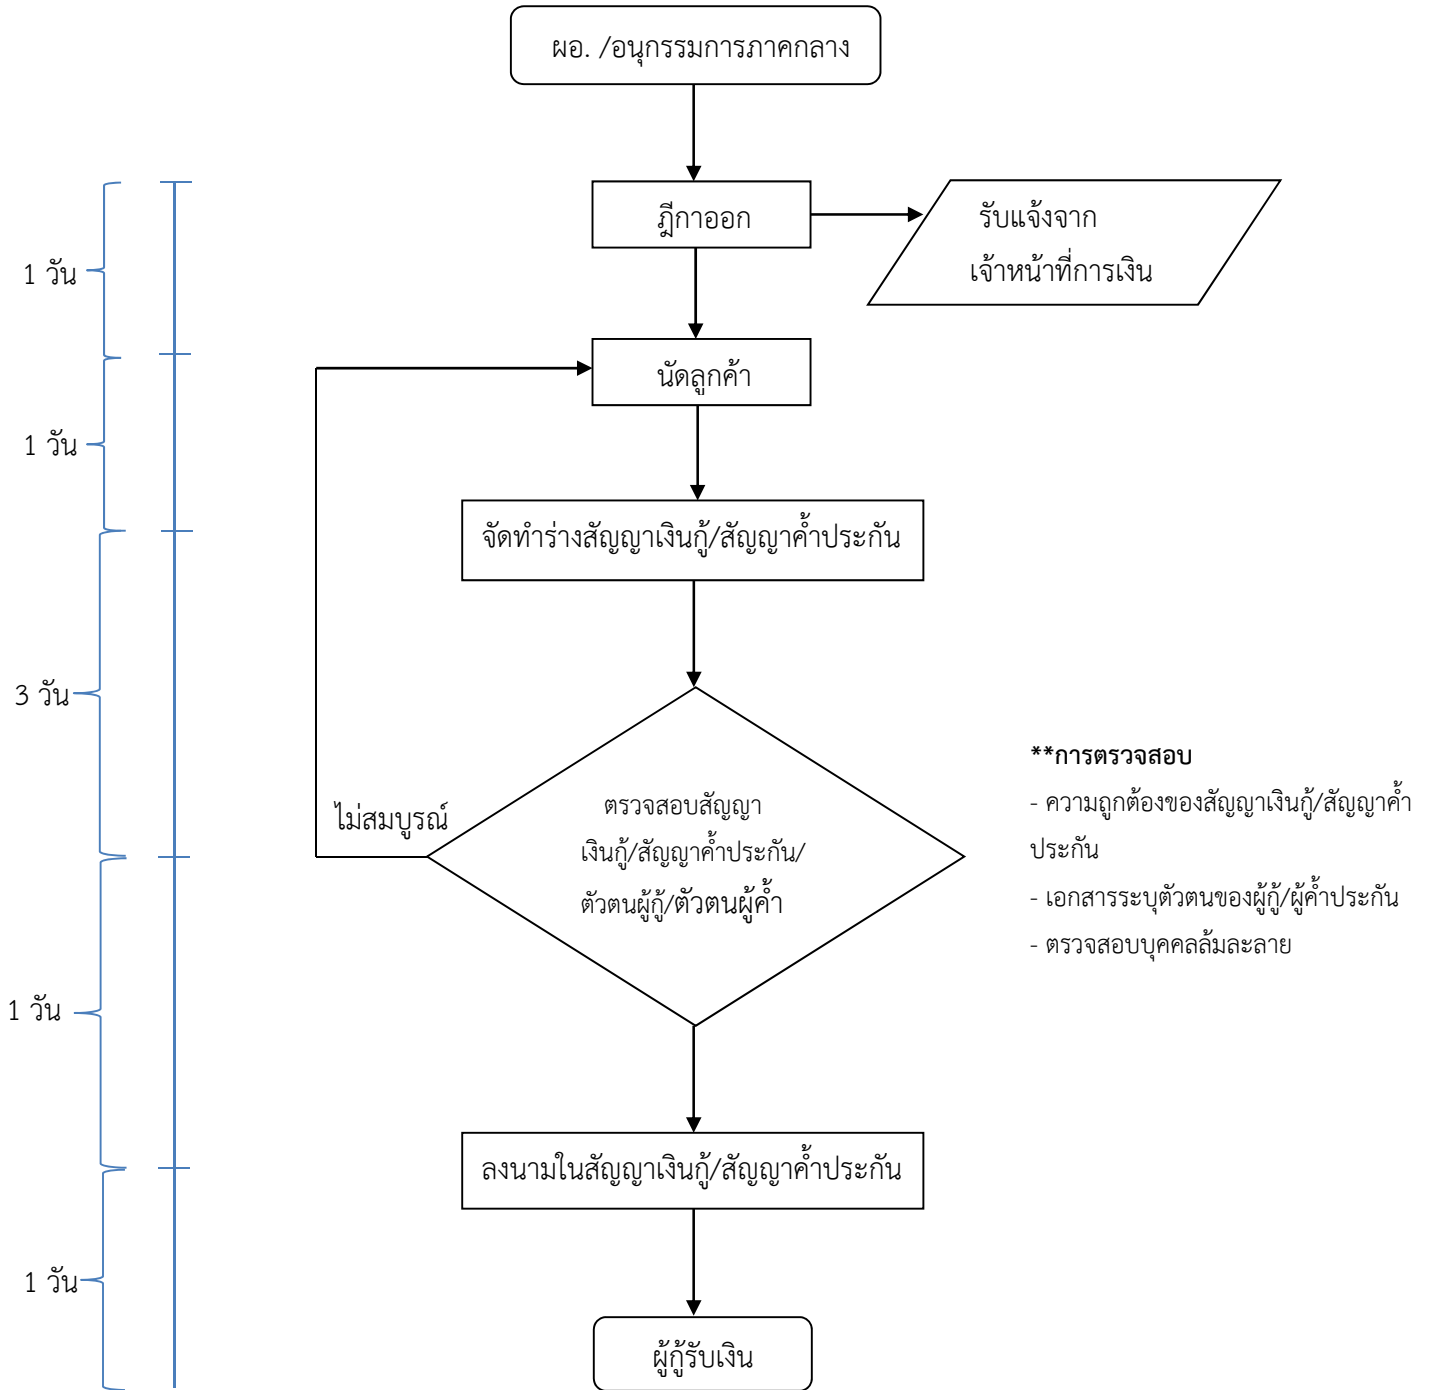 ผอ. /อนุกรรมการภาคกลาง
ฎีกาออก
รับแจ้งจาก
เจ้าหน้าที่การเงิน
1 วัน
นัดลูกค้า
1 วัน
จัดทำร่างสัญญาเงินกู้/สัญญาค้ำประกัน
3 วัน
ไม่สมบูรณ์
ตรวจสอบสัญญา
เงินกู้/สัญญาค้ำประกัน/
ตัวตนผู้กู้/ตัวตนผู้ค้ำ
**การตรวจสอบ
- ความถูกต้องของสัญญาเงินกู้/สัญญาค้ำ
ประกัน
- เอกสารระบุตัวตนของผู้กู้/ผู้ค้ำประกัน
- ตรวจสอบบุคคลล้มละลาย
1 วัน
ลงนามในสัญญาเงินกู้/สัญญาค้ำประกัน
1 วัน
ผู้กู้รับเงิน